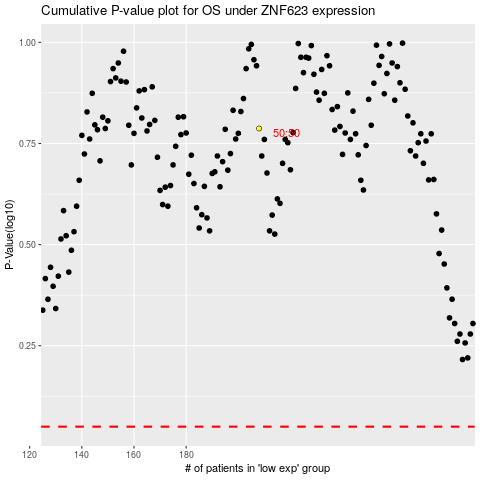 Cumulative P-value plot for OS under ZNF623 expression
P-Value(log10)
1.00
0.75
0.50
0.25
50:50
120 140 160 180
# of patients in 'low exp' group